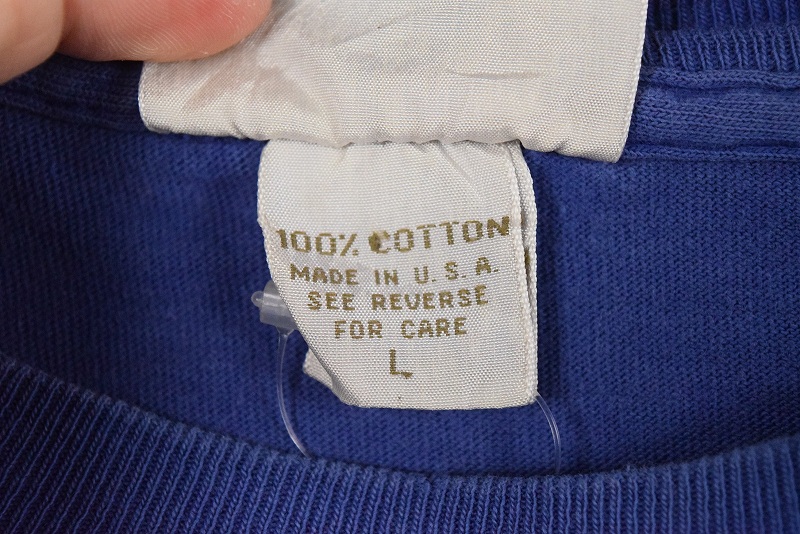 100% COTTON
MADE IN U.S.A.
SEE REVERSE
FOR CARE
L